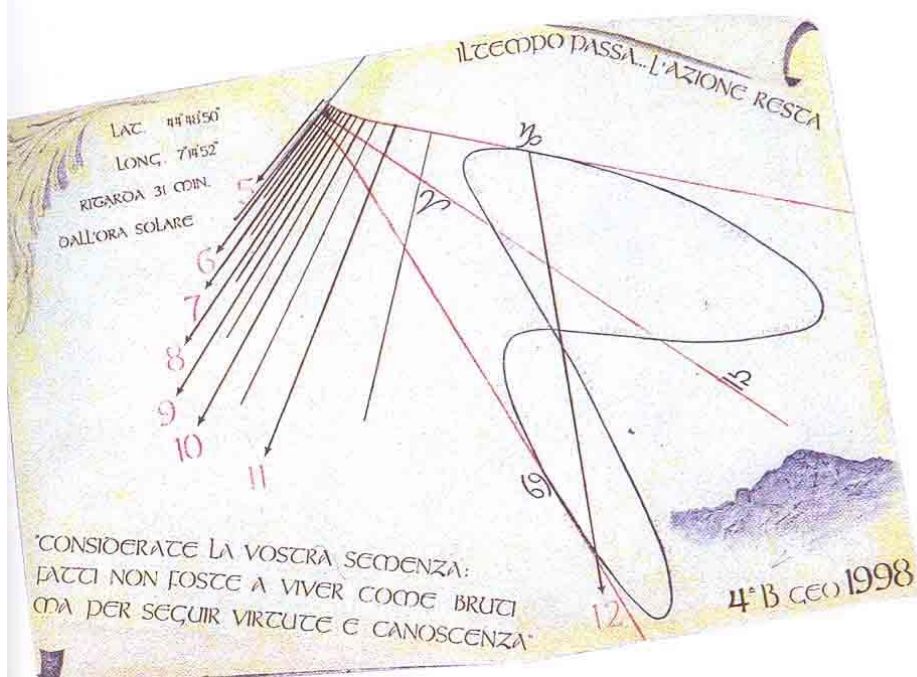 IL TEMPO PASSA... L'AZIONE RESTA
LAT. 44°48'50"
LONG. 7°14'52"
RITARDA 31 MIN.
DALL'ORA SOLARE
♑
♈
5
6
7
8
9
10
11
♎
♋
12
"CONSIDERATE LA VOSTRA SEMENZA:
FATTI NON FOSTE A VIVER COME BRUTI
MA PER SEGUIR VIRTUTE E CANOSCENZA"
4ª B GEO 1998